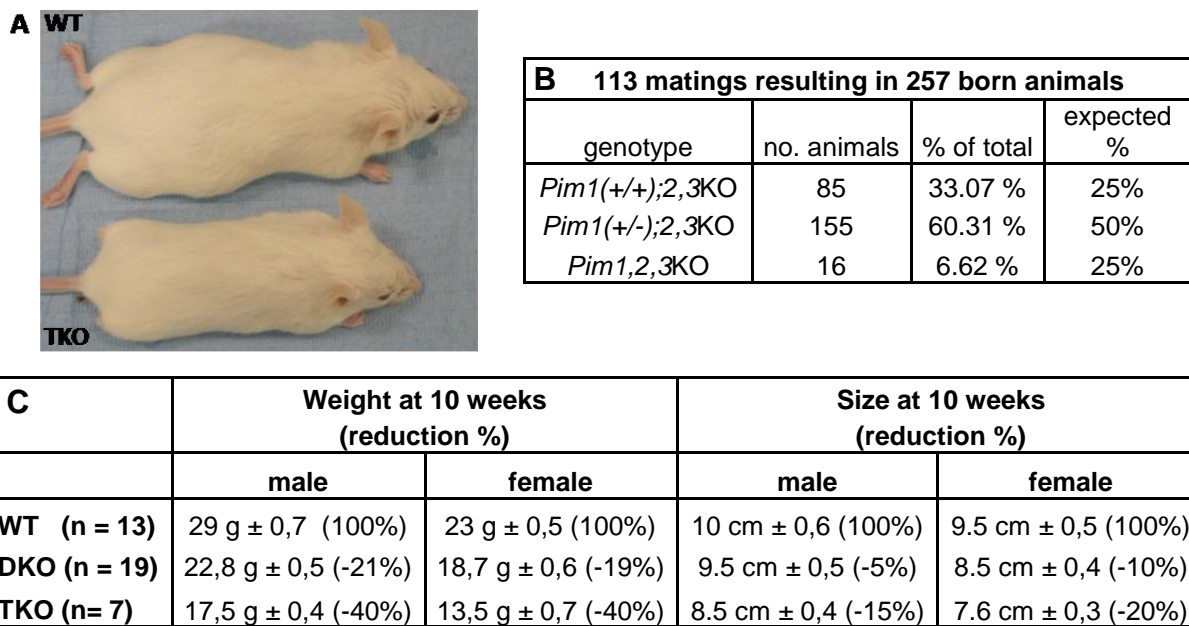 A WT
TKO
B 113 matings resulting in 257 born animals
genotype no. animals % of total expected %
Pim1(+/+);2,3KO 85 33.07 % 25%
Pim1(+/-);2,3KO 155 60.31 % 50%
Pim1,2,3KO 16 6.62 % 25%
C Weight at 10 weeks (reduction %) Size at 10 weeks (reduction %)
male female male female
WT (n = 13) 29 g ± 0,7 (100%) 23 g ± 0,5 (100%) 10 cm ± 0,6 (100%) 9.5 cm ± 0,5 (100%)
DKO (n = 19) 22,8 g ± 0,5 (-21%) 18,7 g ± 0,6 (-19%) 9.5 cm ± 0,5 (-5%) 8.5 cm ± 0,4 (-10%)
TKO (n= 7) 17,5 g ± 0,4 (-40%) 13,5 g ± 0,7 (-40%) 8.5 cm ± 0,4 (-15%) 7.6 cm ± 0,3 (-20%)